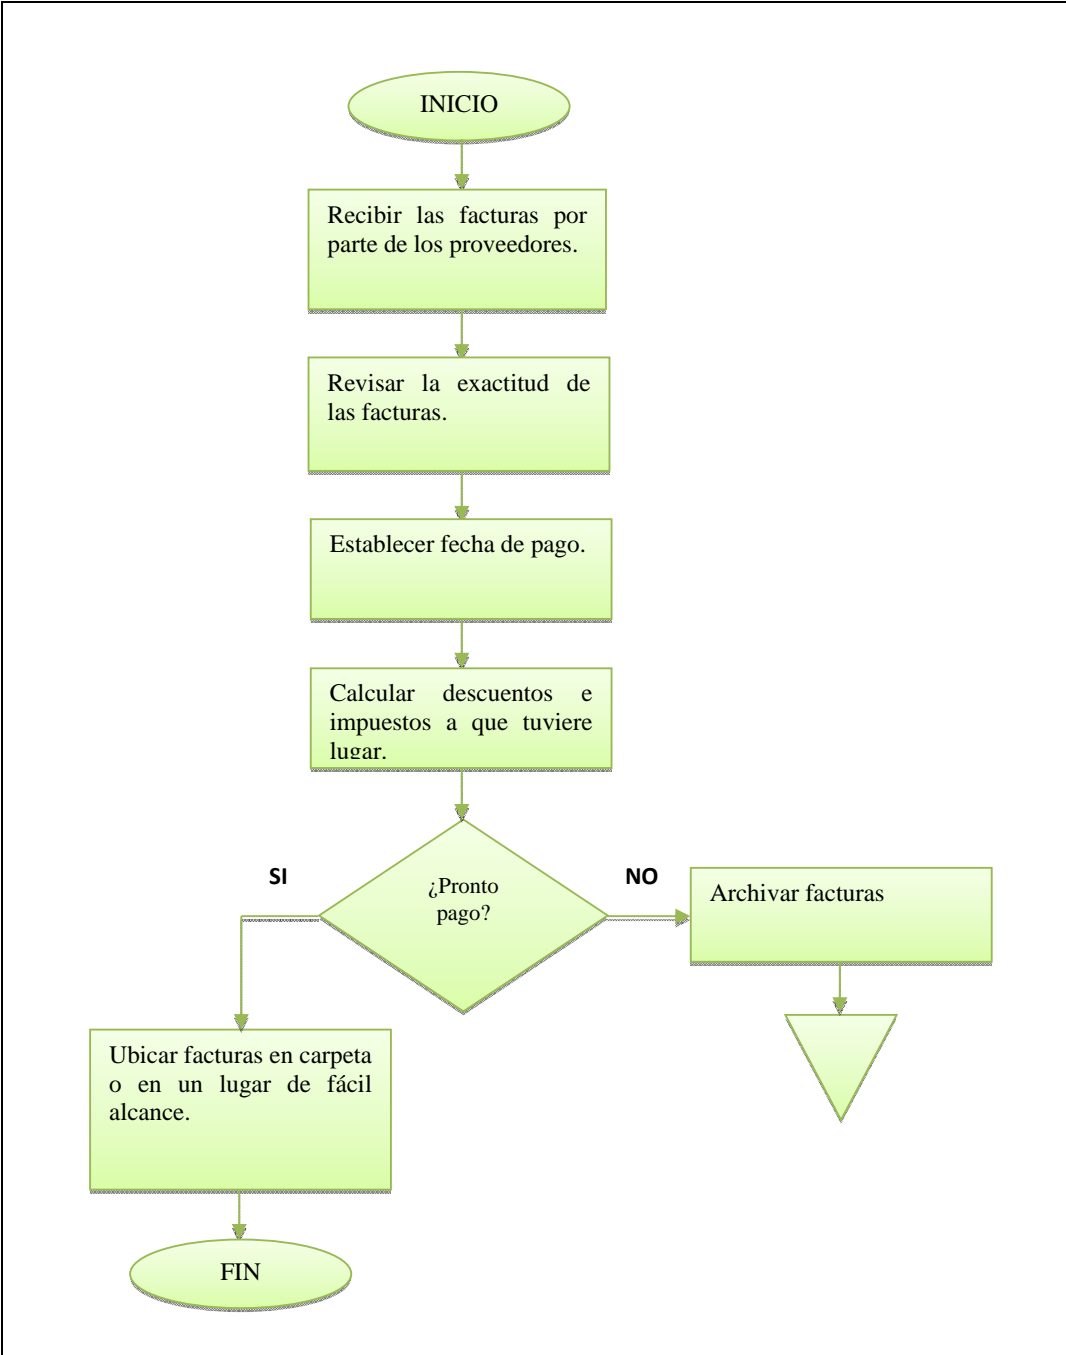 INICIO
Recibir las facturas por
parte de los proveedores.
Revisar la exactitud de
las facturas.
Establecer fecha de pago.
Calcular descuentos e
impuestos a que tuviere
lugar.
SI
¿Pronto
pago?
NO
Archivar facturas
Ubicar facturas en carpeta
o en un lugar de fácil
alcance.
FIN